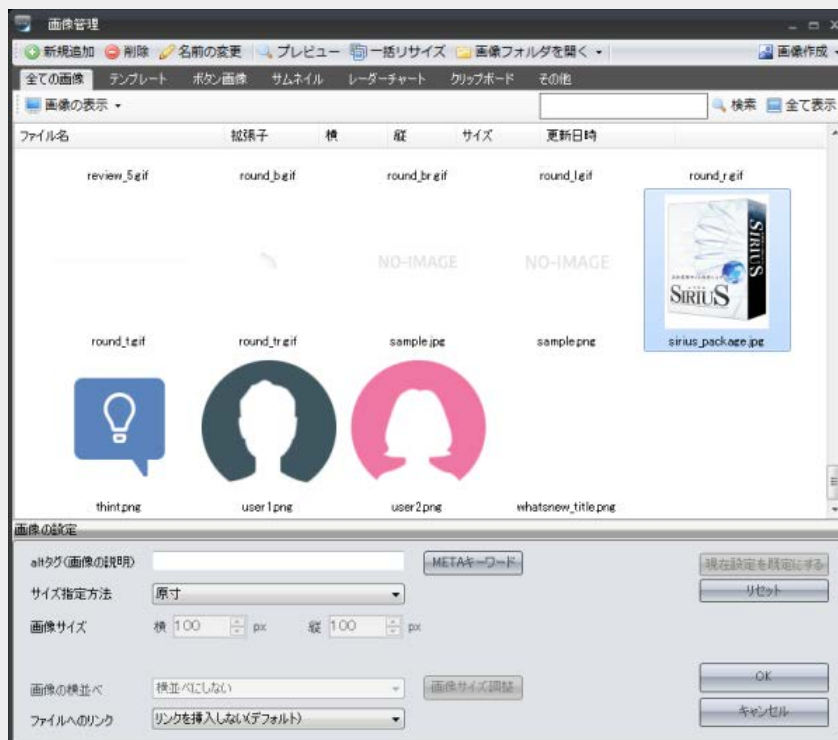 画像管理
新規追加 削除 名前の変更 プレビュー 一括リサイズ 画像フォルダを開く 画像作成
全ての画像 テンプレート ボタン画像 サムネイル レーダーチャート クリップボード その他
画像の表示 検索 全て表示
ファイル名 拡張子 横 縦 サイズ 更新日時
review_5.gif round_b.gif round_br.gif round_l.gif round_r.gif
NO-IMAGE NO-IMAGE SIRIUS SIRIUS
round_t.gif round_tr.gif sample.jpg sample.png sirius_package.jpg
thint.png user1.png user2.png whatsnew_title.png
画像の設定
altタグ(画像の説明) METAキーワード 現在設定を既定にする
サイズ指定方法 原寸 リセット
画像サイズ 横 100 px 縦 100 px
OK
画像の横並べ 横並べにしない 画像サイズ調整
キャンセル
ファイルへのリンク リンクを挿入しない(デフォルト)